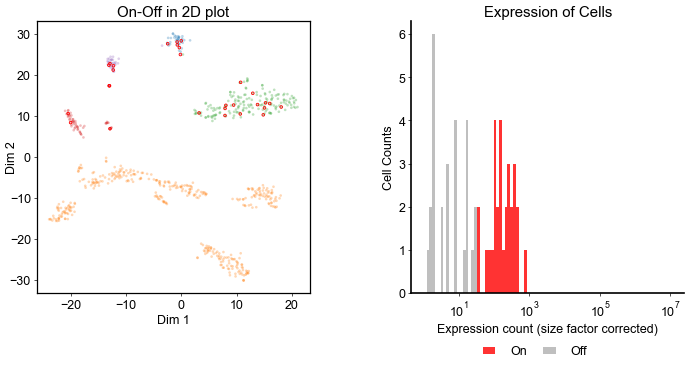 On-Off in 2D plot
30
20
10
0
−10
−20
−30
Dim 2
−20 −10 0 10 20
Dim 1
Expression of Cells
6
5
4
3
2
1
0
Cell Counts
10^1 10^3 10^5 10^7
Expression count (size factor corrected)
On Off